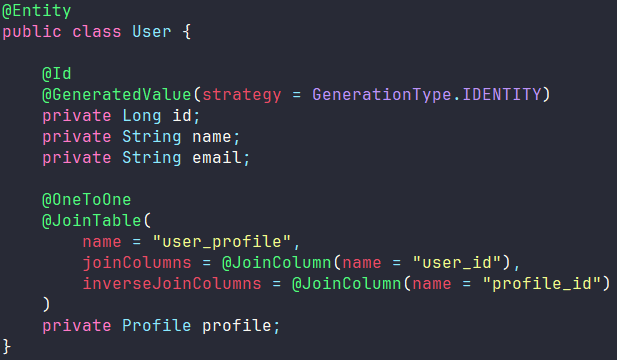 @Entity
public class User {
@Id
@GeneratedValue(strategy = GenerationType.IDENTITY)
private Long id;
private String name;
private String email;
@OneToOne
@JoinTable(
name = "user_profile",
joinColumns = @JoinColumn(name = "user_id"),
inverseJoinColumns = @JoinColumn(name = "profile_id")
)
private Profile profile;
}